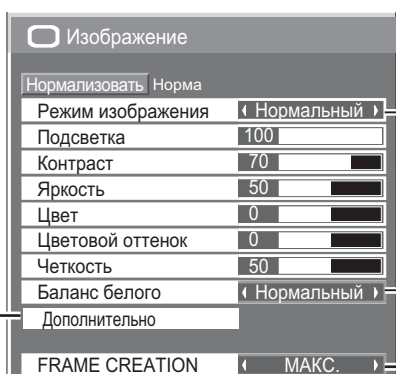 Изображение
Нормализовать Норма
Режим изображения Нормальный
Подсветка 100
Контраст 70
Яркость 50
Цвет 0
Цветовой оттенок 0
Четкость 50
Баланс белого Нормальный
Дополнительно
FRAME CREATION МАКС.